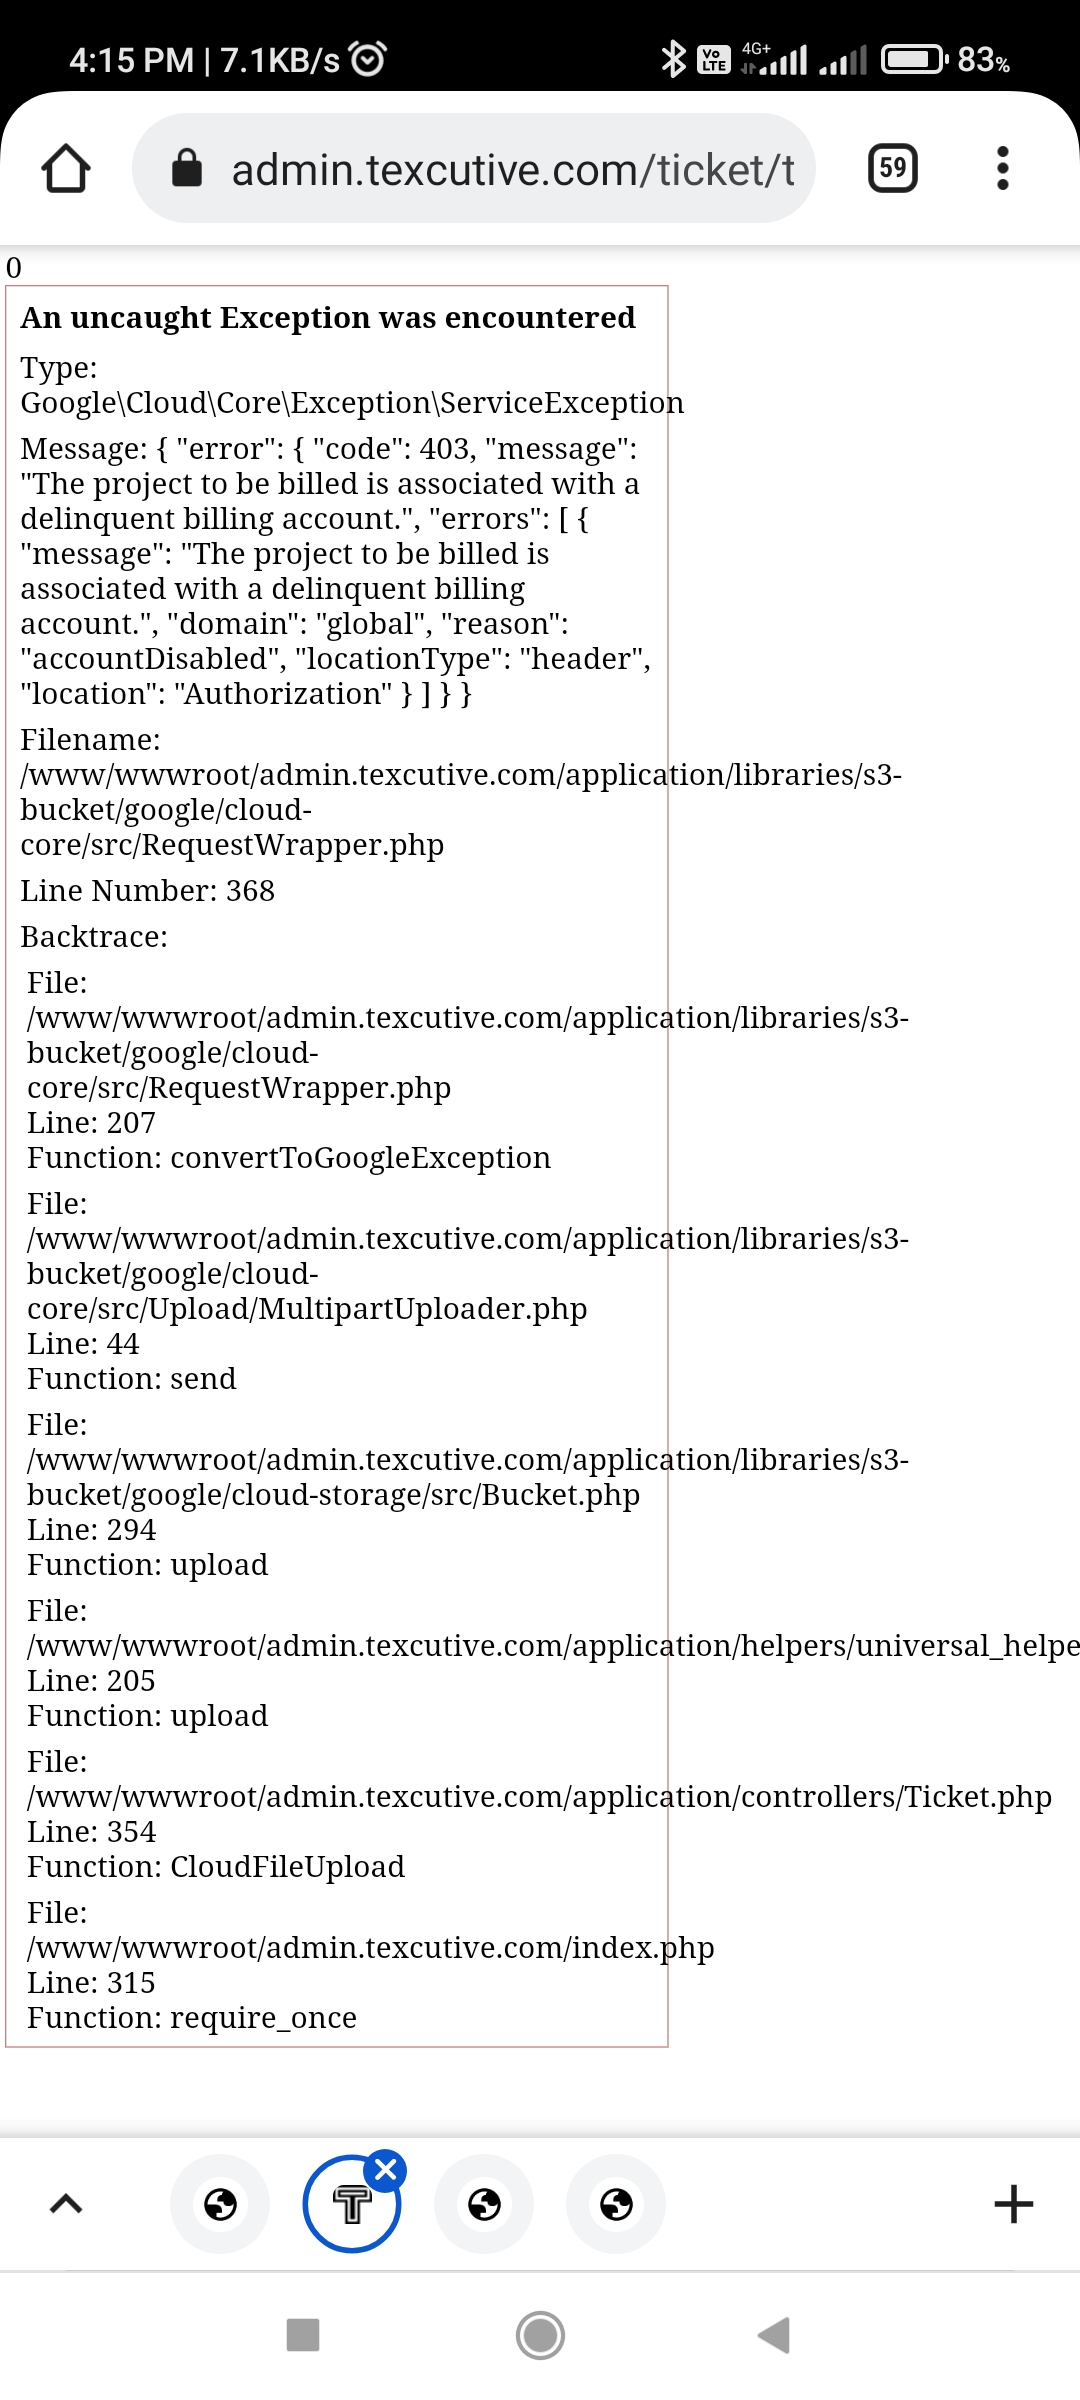 4:15 PM | 7.1KB/s
Vo LTE
4G+
83%
admin.texcutive.com/ticket/t
59
0
An uncaught Exception was encountered
Type:
Google\Cloud\Core\Exception\ServiceException
Message: { "error": { "code": 403, "message":
"The project to be billed is associated with a
delinquent billing account.", "errors": [ {
"message": "The project to be billed is
associated with a delinquent billing
account.", "domain": "global", "reason":
"accountDisabled", "locationType": "header",
"location": "Authorization" } ] } }
Filename:
/www/wwwroot/admin.texcutive.com/application/libraries/s3-
bucket/google/cloud-
core/src/RequestWrapper.php
Line Number: 368
Backtrace:
File:
/www/wwwroot/admin.texcutive.com/application/libraries/s3-
bucket/google/cloud-
core/src/RequestWrapper.php
Line: 207
Function: convertToGoogleException
File:
/www/wwwroot/admin.texcutive.com/application/libraries/s3-
bucket/google/cloud-
core/src/Upload/MultipartUploader.php
Line: 44
Function: send
File:
/www/wwwroot/admin.texcutive.com/application/libraries/s3-
bucket/google/cloud-storage/src/Bucket.php
Line: 294
Function: upload
File:
/www/wwwroot/admin.texcutive.com/application/helpers/universal_helpe
Line: 205
Function: upload
File:
/www/wwwroot/admin.texcutive.com/application/controllers/Ticket.php
Line: 354
Function: CloudFileUpload
File:
/www/wwwroot/admin.texcutive.com/index.php
Line: 315
Function: require_once
T